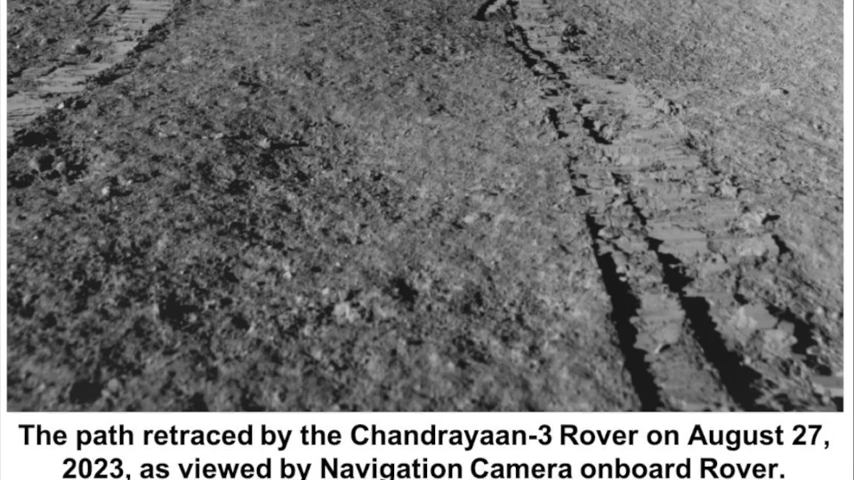 The path retraced by the Chandrayaan-3 Rover on August 27,
2023, as viewed by Navigation Camera onboard Rover.